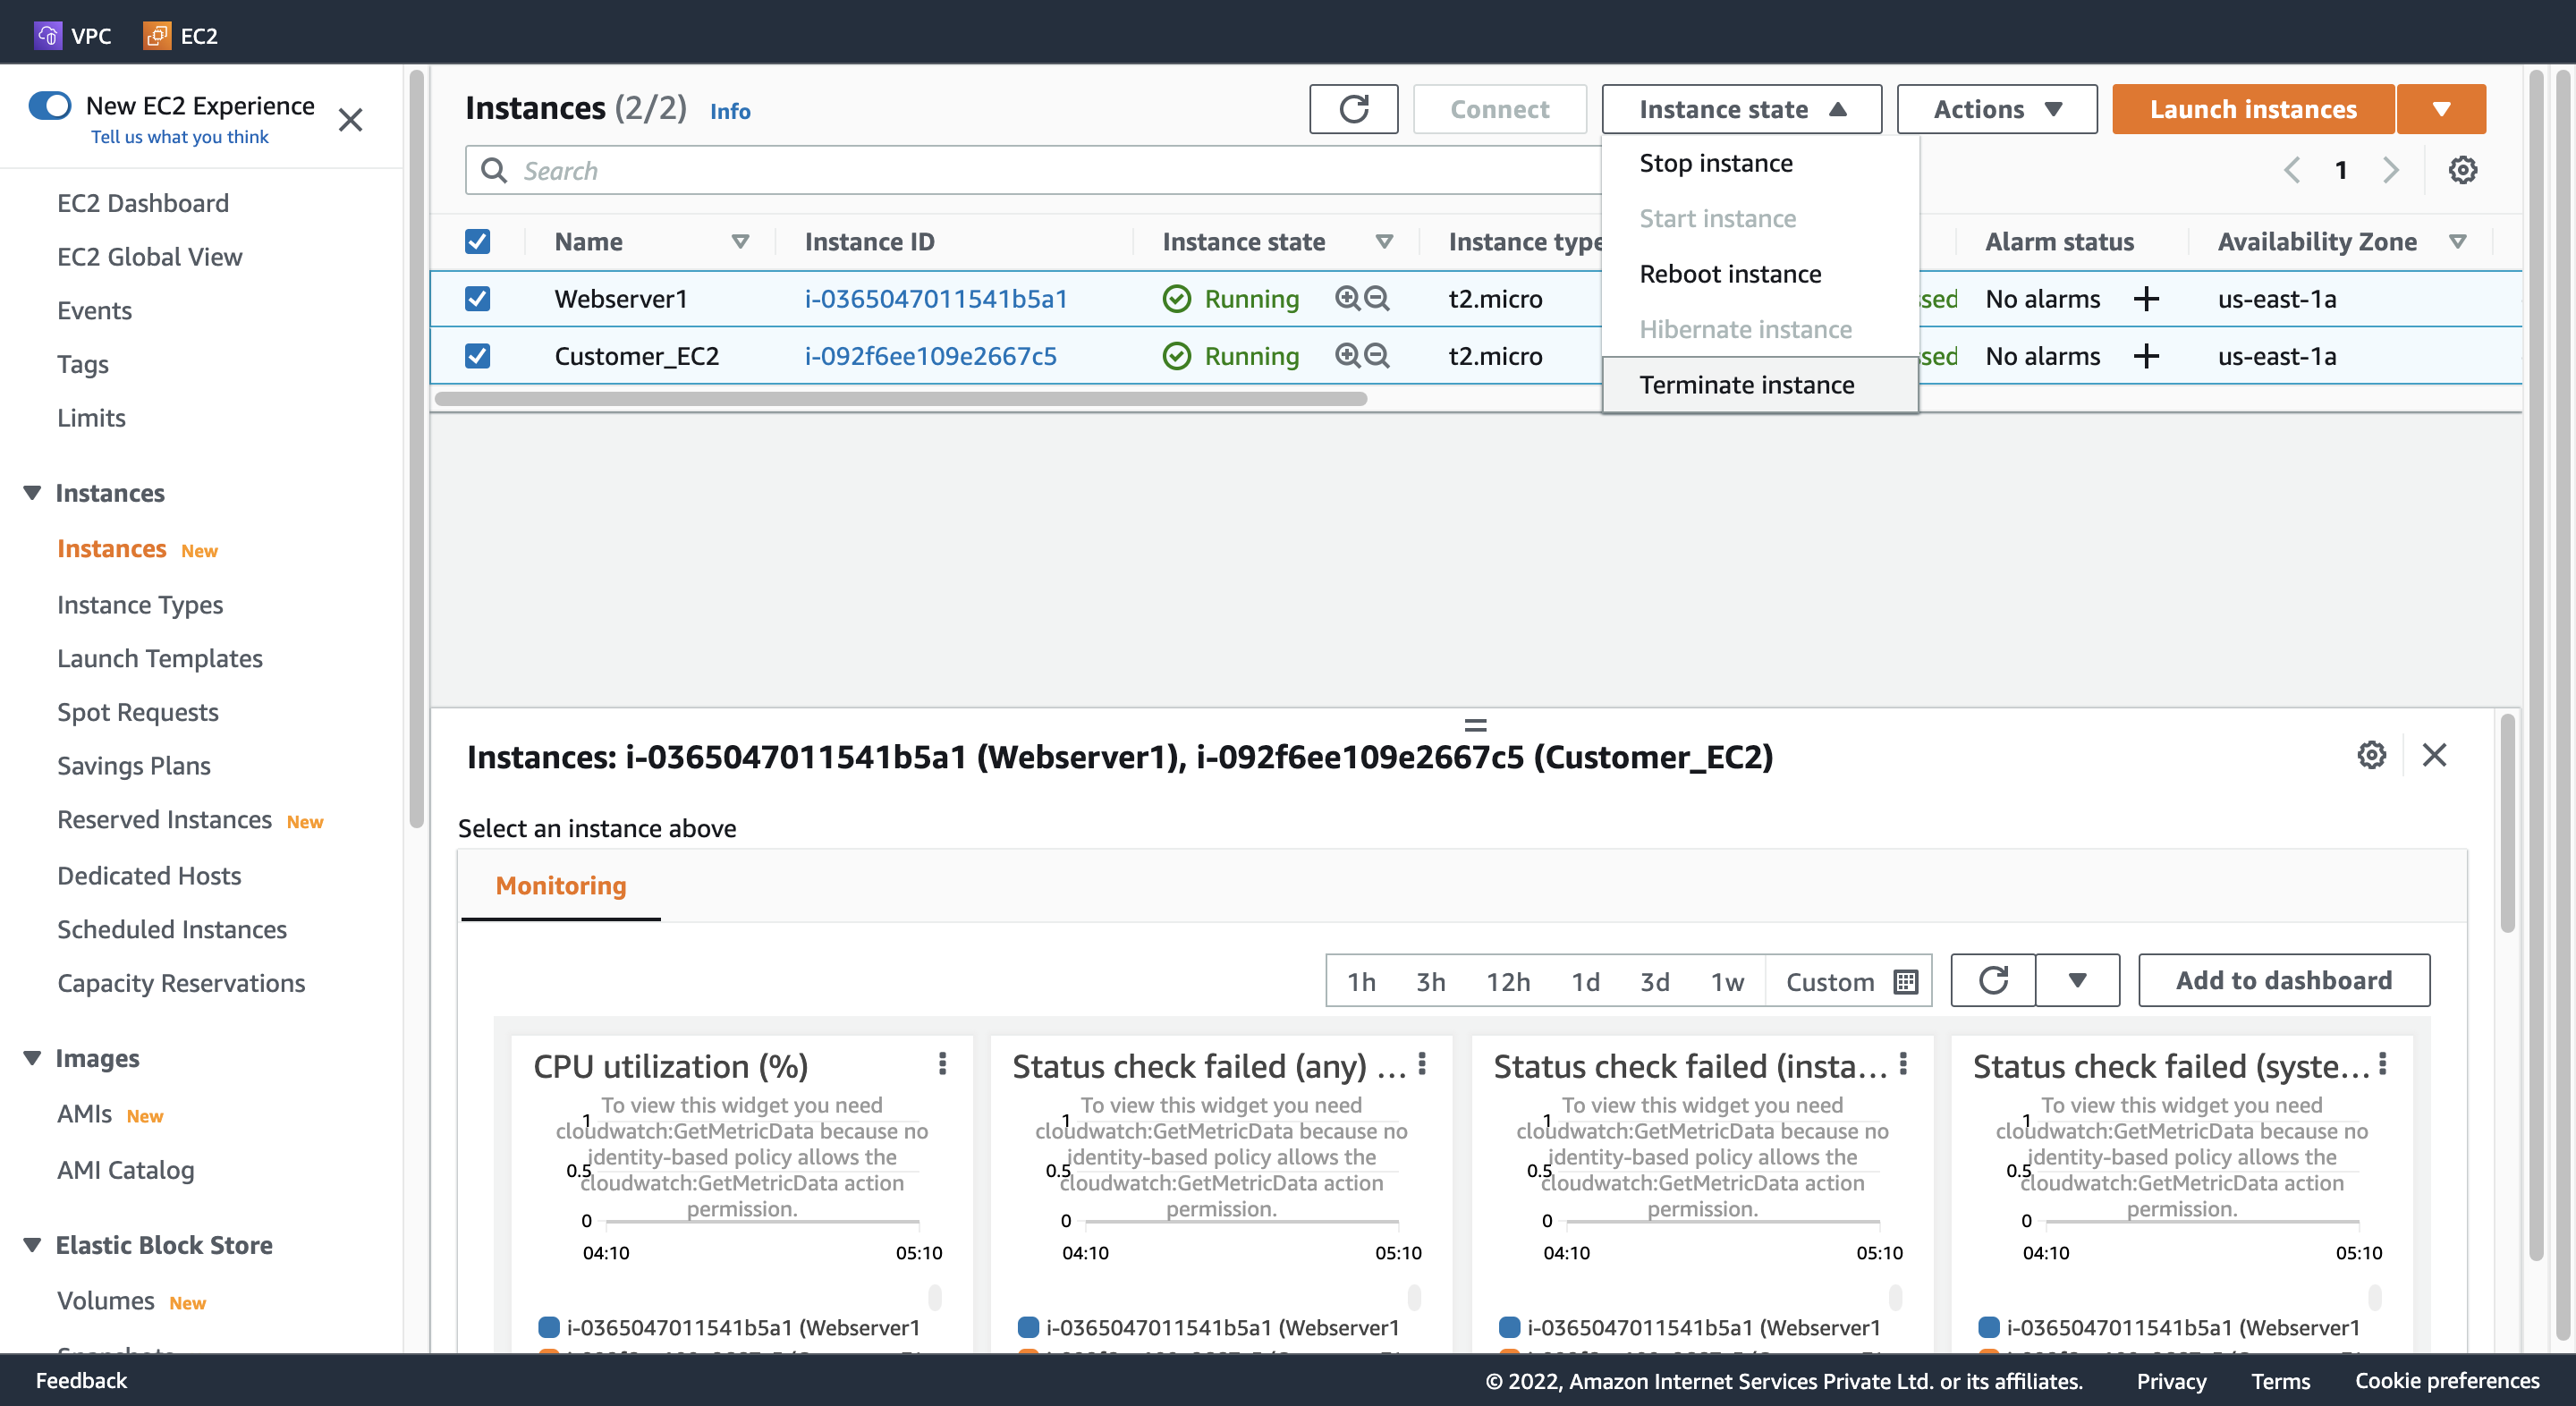 VPC EC2
New EC2 Experience
Tell us what you think
EC2 Dashboard
EC2 Global View
Events
Tags
Limits
Instances
Instances New
Instance Types
Launch Templates
Spot Requests
Savings Plans
Reserved Instances New
Dedicated Hosts
Scheduled Instances
Capacity Reservations
Images
AMIs New
AMI Catalog
Elastic Block Store
Volumes New
Instances (2/2) Info Connect Instance state Actions Launch instances
Search 1
Stop instance
Start instance
Reboot instance
Hibernate instance
Terminate instance
Name Instance ID Instance state Instance type Alarm status Availability Zone
Webserver1 i-0365047011541b5a1 Running t2.micro ssed No alarms us-east-1a
Customer_EC2 i-092f6ee109e2667c5 Running t2.micro ssed No alarms us-east-1a
Instances: i-0365047011541b5a1 (Webserver1), i-092f6ee109e2667c5 (Customer_EC2)
Select an instance above
Monitoring
1h 3h 12h 1d 3d 1w Custom Add to dashboard
CPU utilization (%)
To view this widget you need
cloudwatch:GetMetricData because no
identity-based policy allows the
cloudwatch:GetMetricData action
permission.
1
0.5
0
04:10 05:10
i-0365047011541b5a1 (Webserver1
Status check failed (any) ...
To view this widget you need
cloudwatch:GetMetricData because no
identity-based policy allows the
cloudwatch:GetMetricData action
permission.
1
0.5
0
04:10 05:10
i-0365047011541b5a1 (Webserver1
Status check failed (insta...
To view this widget you need
cloudwatch:GetMetricData because no
identity-based policy allows the
cloudwatch:GetMetricData action
permission.
1
0.5
0
04:10 05:10
i-0365047011541b5a1 (Webserver1
Status check failed (syste...
To view this widget you need
cloudwatch:GetMetricData because no
identity-based policy allows the
cloudwatch:GetMetricData action
permission.
1
0.5
0
04:10 05:10
i-0365047011541b5a1 (Webserver1
Feedback © 2022, Amazon Internet Services Private Ltd. or its affiliates. Privacy Terms Cookie preferences